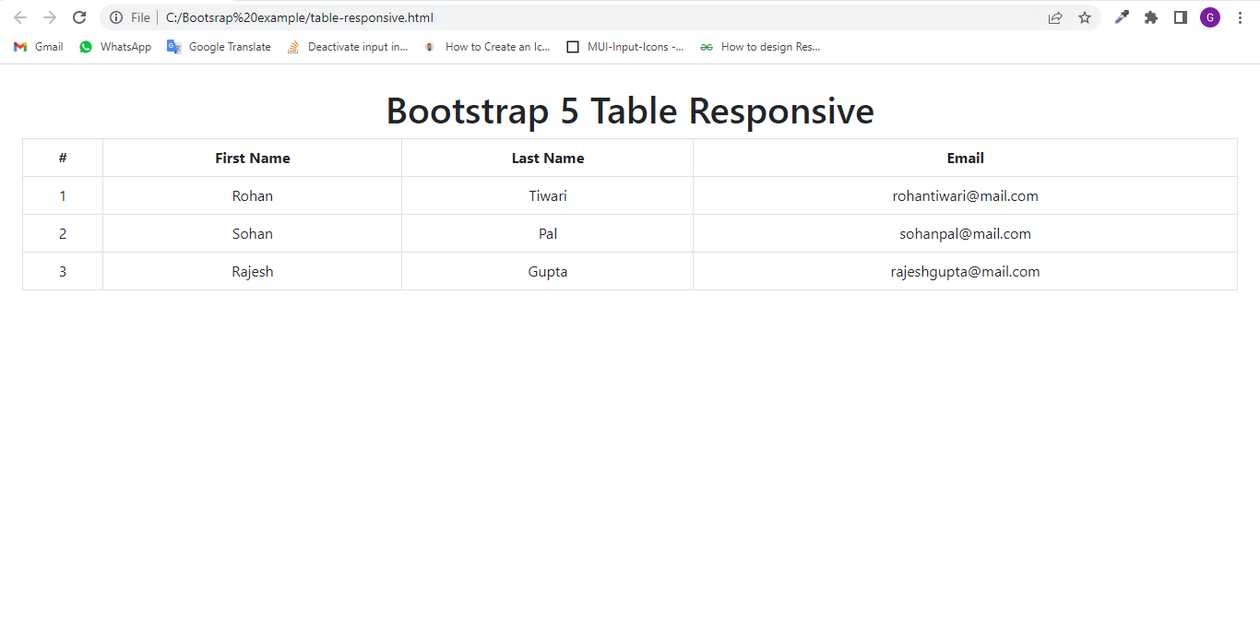 File C:/Bootsrap%20example/table-responsive.html G
Gmail WhatsApp Google Translate Deactivate input in... How to Create an Ic... MUI-Input-Icons -... How to design Res...
Bootstrap 5 Table Responsive
# First Name Last Name Email
1 Rohan Tiwari rohantiwari@mail.com
2 Sohan Pal sohanpal@mail.com
3 Rajesh Gupta rajeshgupta@mail.com